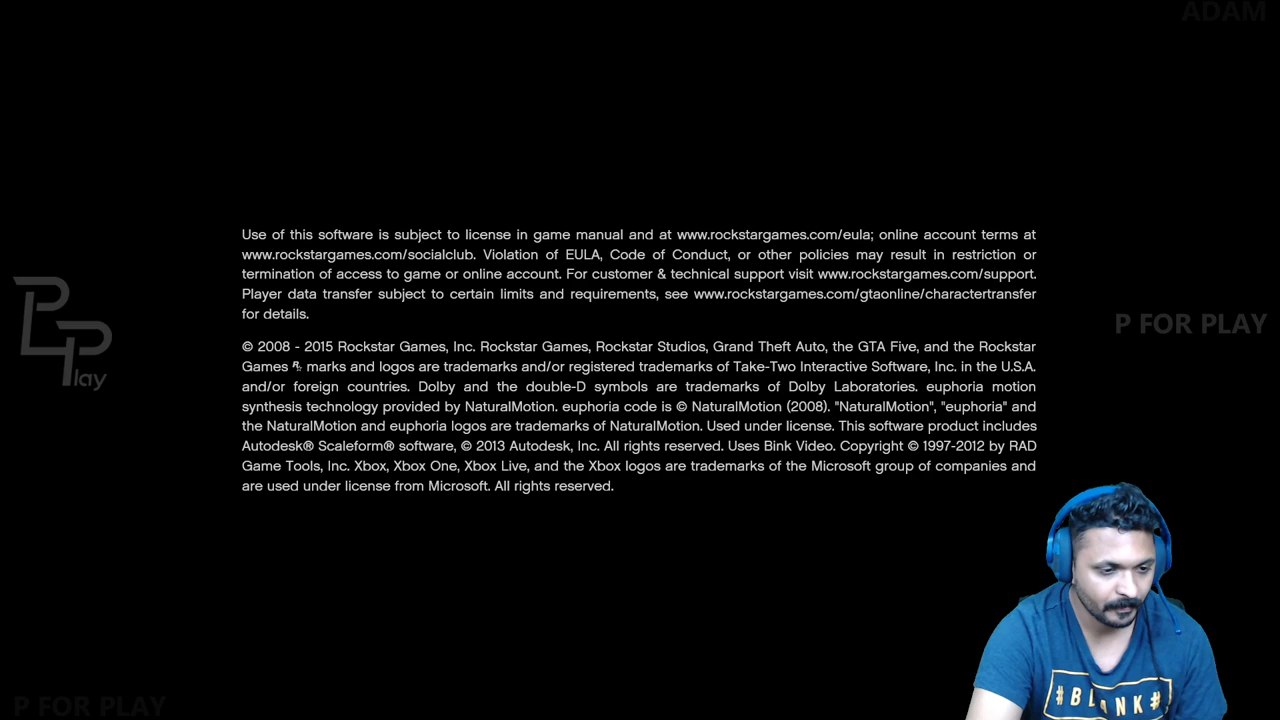 ADAM
Use of this software is subject to license in game manual and at www.rockstargames.com/eula; online account terms at
www.rockstargames.com/socialclub. Violation of EULA, Code of Conduct, or other policies may result in restriction or
termination of access to game or online account. For customer & technical support visit www.rockstargames.com/support.
Player data transfer subject to certain limits and requirements, see www.rockstargames.com/gtaonline/charactertransfer
for details.
© 2008 - 2015 Rockstar Games, Inc. Rockstar Games, Rockstar Studios, Grand Theft Auto, the GTA Five, and the Rockstar
Games R* marks and logos are trademarks and/or registered trademarks of Take-Two Interactive Software, Inc. in the U.S.A.
and/or foreign countries. Dolby and the double-D symbols are trademarks of Dolby Laboratories. euphoria motion
synthesis technology provided by NaturalMotion. euphoria code is © NaturalMotion (2008). "NaturalMotion", "euphoria" and
the NaturalMotion and euphoria logos are trademarks of NaturalMotion. Used under license. This software product includes
Autodesk® Scaleform® software, © 2013 Autodesk, Inc. All rights reserved. Uses Bink Video. Copyright © 1997-2012 by RAD
Game Tools, Inc. Xbox, Xbox One, Xbox Live, and the Xbox logos are trademarks of the Microsoft group of companies and
are used under license from Microsoft. All rights reserved.
P Play
P FOR PLAY
#BLANK#
P FOR PLAY